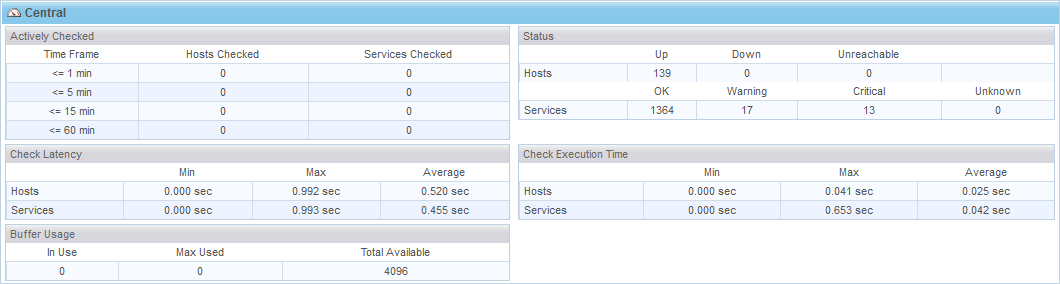 Central
Actively Checked
Time Frame Hosts Checked Services Checked
<= 1 min 0 0
<= 5 min 0 0
<= 15 min 0 0
<= 60 min 0 0
Status
Up Down Unreachable
Hosts 139 0 0
OK Warning Critical Unknown
Services 1364 17 13 0
Check Latency
Min Max Average
Hosts 0.000 sec 0.992 sec 0.520 sec
Services 0.000 sec 0.993 sec 0.455 sec
Check Execution Time
Min Max Average
Hosts 0.000 sec 0.041 sec 0.025 sec
Services 0.000 sec 0.653 sec 0.042 sec
Buffer Usage
In Use Max Used Total Available
0 0 4096